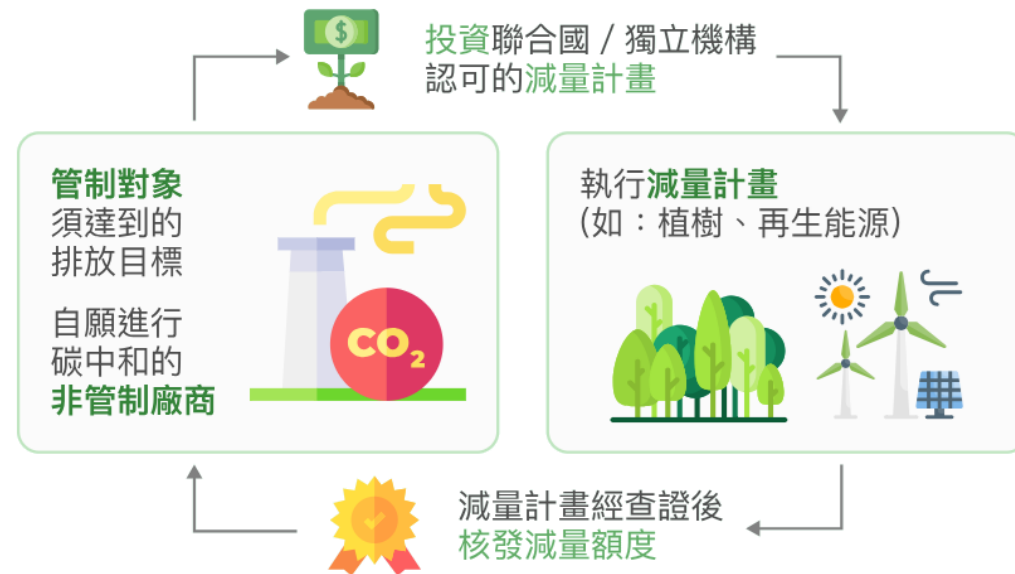 投資聯合國 / 獨立機構
認可的減量計畫
管制對象
須達到的
排放目標
自願進行
碳中和的
非管制廠商
CO2
執行減量計畫
(如：植樹、再生能源)
減量計畫經查證後
核發減量額度
$